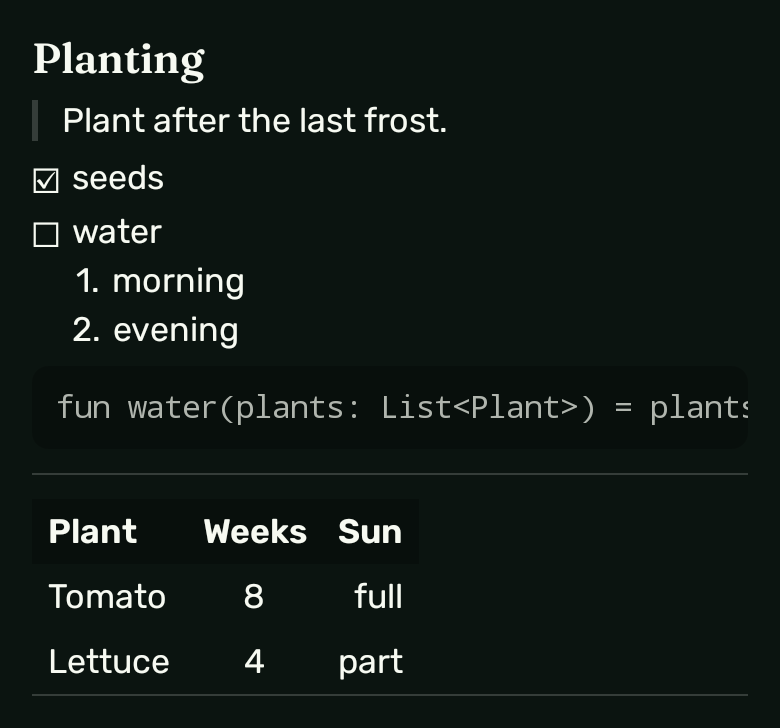 Planting
Plant after the last frost.
☑ seeds
☐ water
1. morning
2. evening
fun water(plants: List<Plant>) = plants
Plant Weeks Sun
Tomato 8 full
Lettuce 4 part